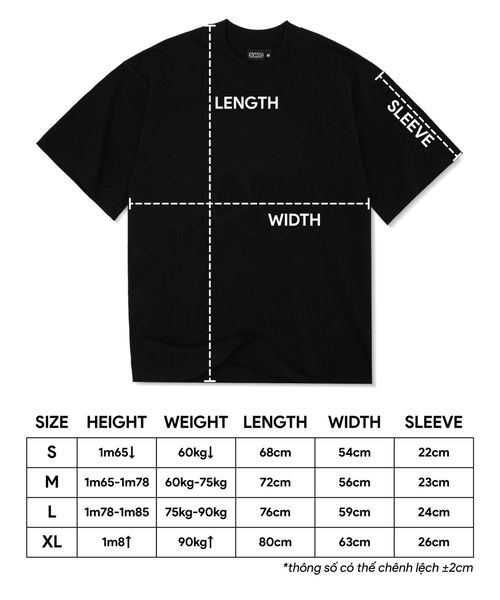 SWE M
LENGTH
SLEEVE
WIDTH
SIZE HEIGHT WEIGHT LENGTH WIDTH SLEEVE
S 1m65↓ 60kg↓ 68cm 54cm 22cm
M 1m65-1m78 60kg-75kg 72cm 56cm 23cm
L 1m78-1m85 75kg-90kg 76cm 59cm 24cm
XL 1m8↑ 90kg↑ 80cm 63cm 26cm
*thông số có thể chênh lệch ±2cm